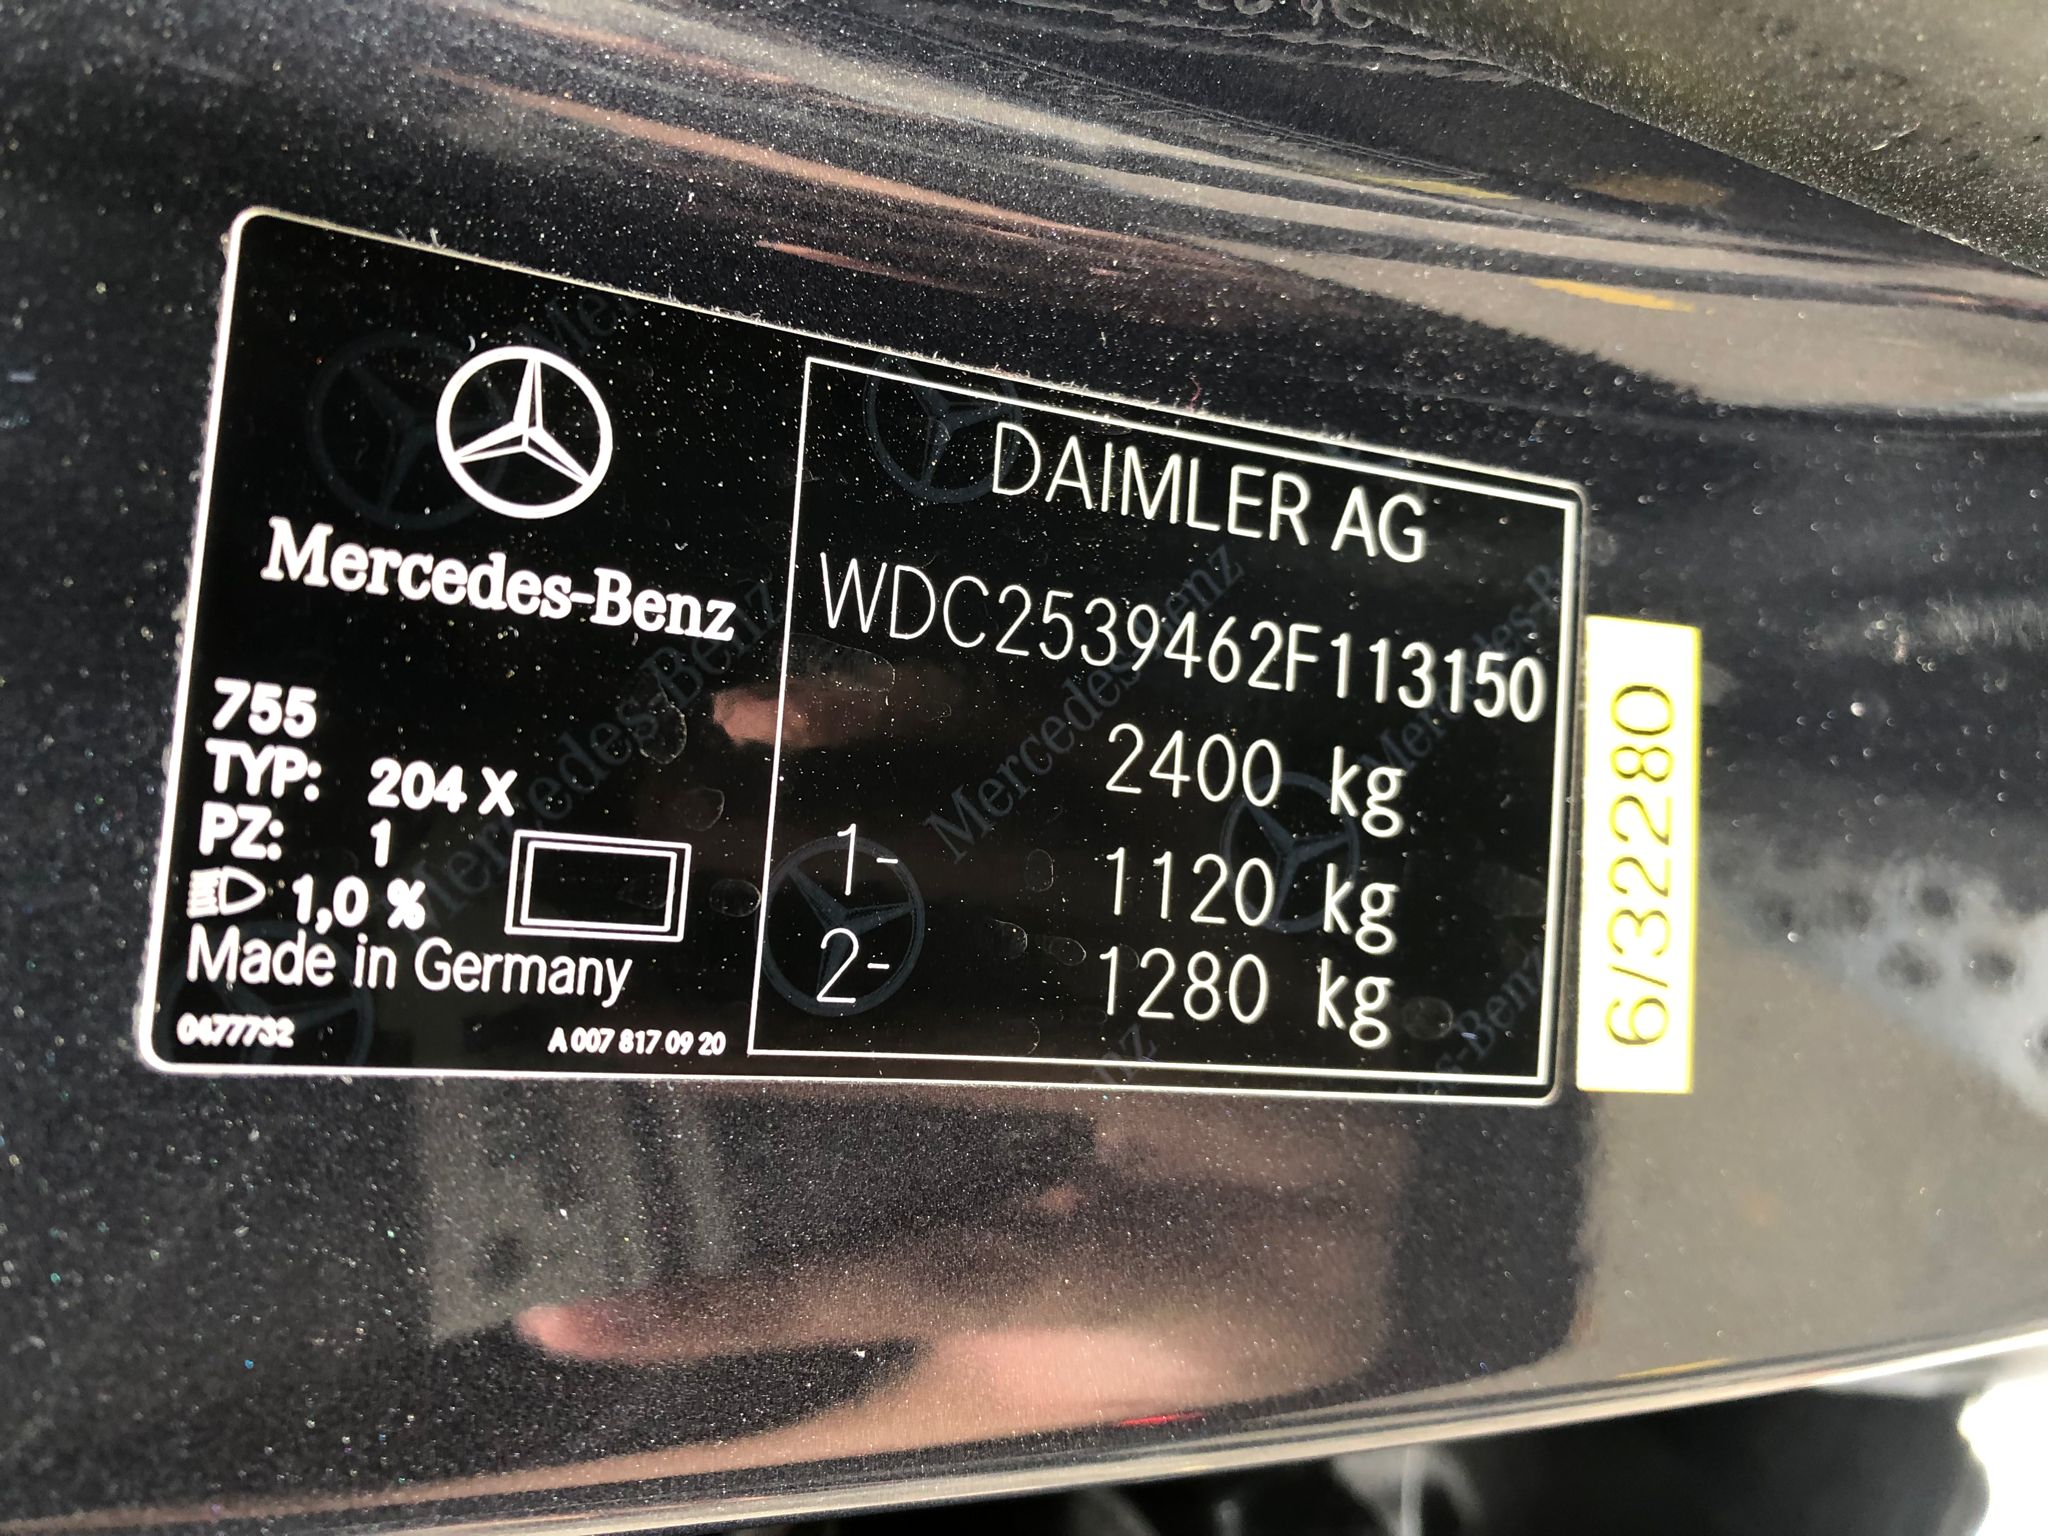 Mercedes-Benz
755
TYP: 204 X
PZ: 1
1,0 %
Made in Germany
0477732
A 007 817 09 20
DAIMLER AG
WDC2539462F113150
2400 kg
1- 1120 kg
2- 1280 kg
6/32280